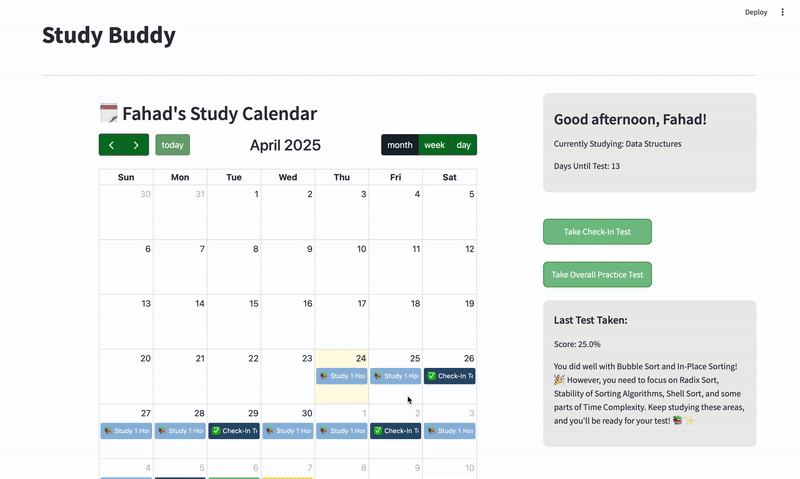 Deploy
Study Buddy
Fahad's Study Calendar
today
April 2025
month week day
Sun Mon Tue Wed Thu Fri Sat
30 31 1 2 3 4 5
6 7 8 9 10 11 12
13 14 15 16 17 18 19
20 21 22 23 24 25 26
Study 1 Ho Study 1 Ho Check-In Te
27 28 29 30 1 2 3
Study 1 Ho Study 1 Ho Check-In Te Study 1 Ho Study 1 Ho Check-In Te Study 1 Ho
4 5 6 7 8 9 10
Good afternoon, Fahad!
Currently Studying: Data Structures
Days Until Test: 13
Take Check-In Test
Take Overall Practice Test
Last Test Taken:
Score: 25.0%
You did well with Bubble Sort and In-Place Sorting!
🎉 However, you need to focus on Radix Sort,
Stability of Sorting Algorithms, Shell Sort, and some
parts of Time Complexity. Keep studying these areas,
and you'll be ready for your test! 📚 ✨